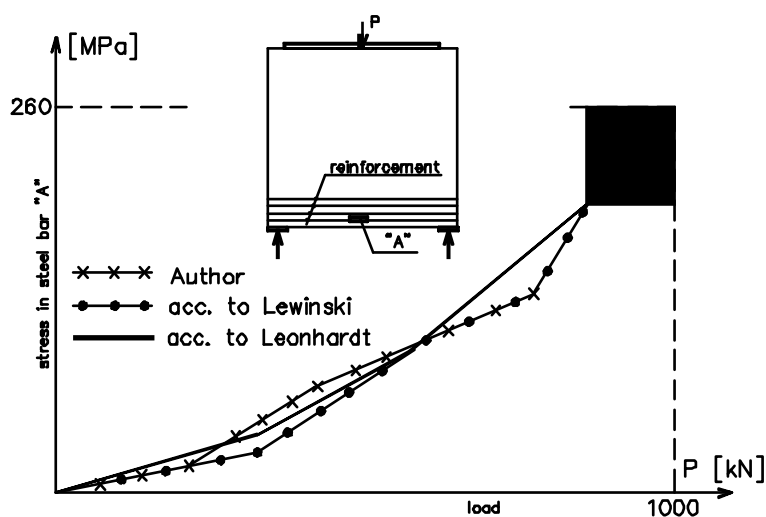 P
[MPa]
260
reinforcement
"A"
stress in steel bar "A"
Author
acc. to Lewinski
acc. to Leonhardt
P [kN]
load
1000